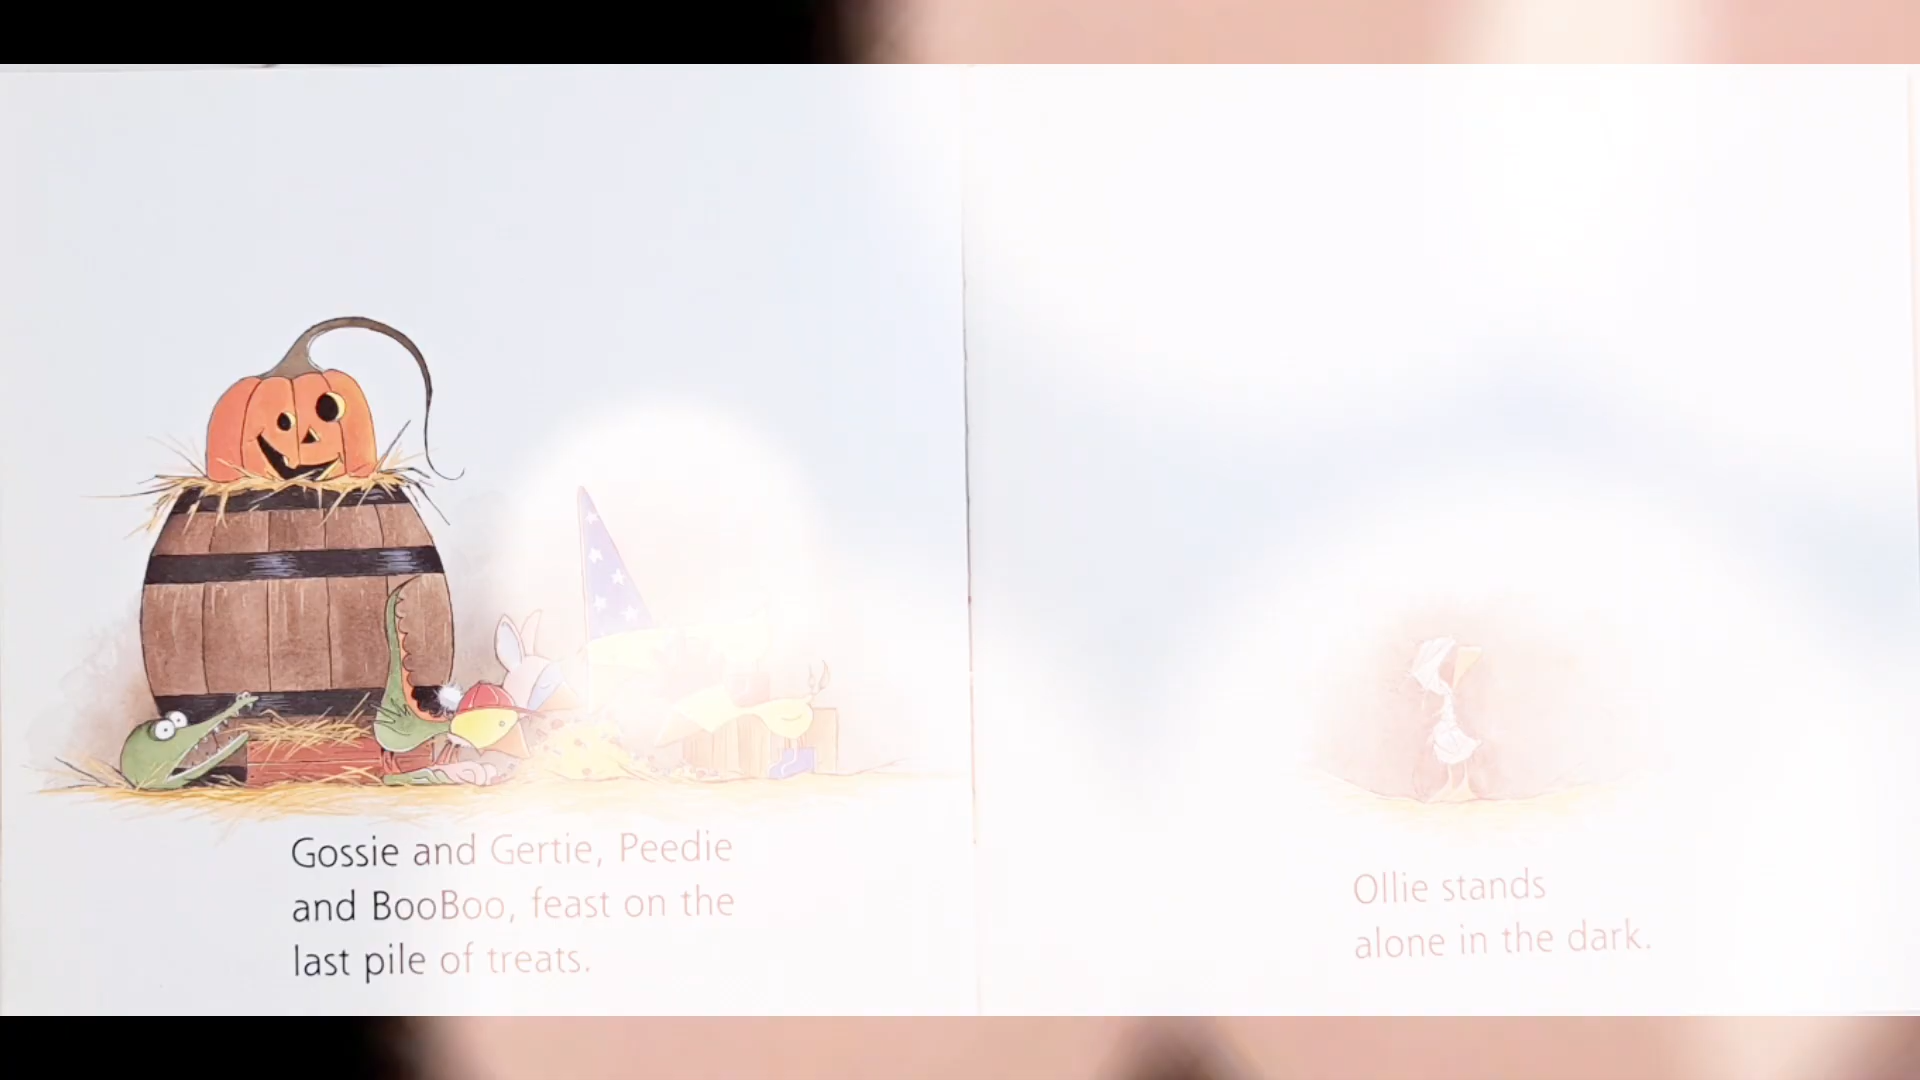 Gossie and Gertie, Peedie
and BooBoo, feast on the
last pile of treats.
Ollie stands
alone in the dark.